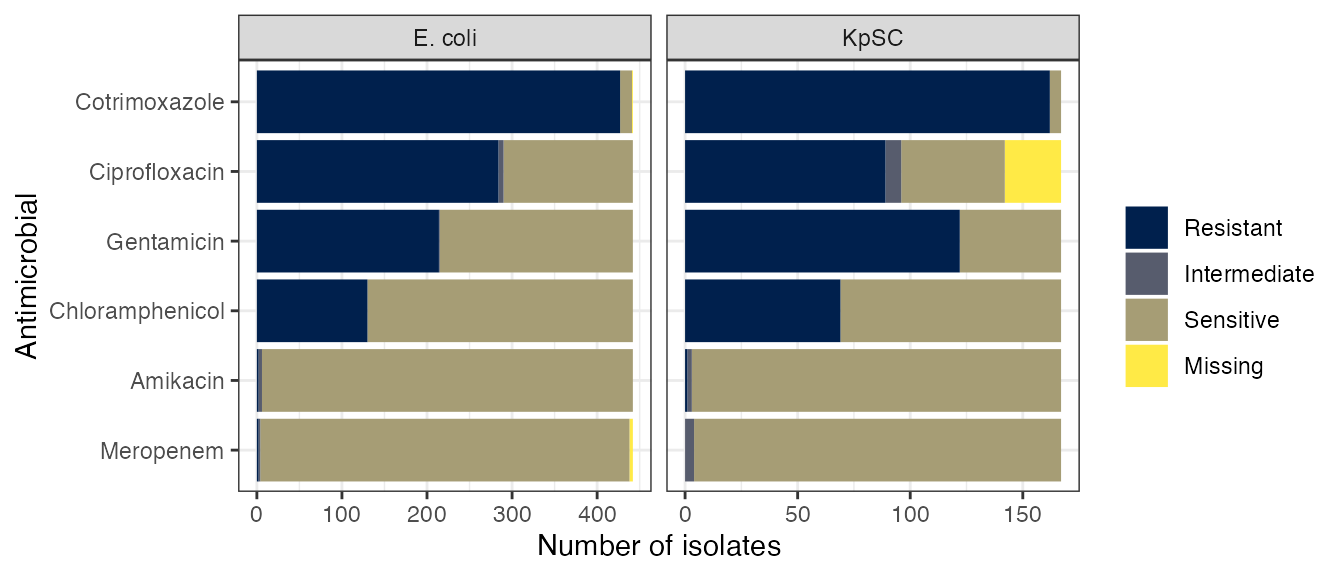 E. coli
KpSC
Cotrimoxazole
Ciprofloxacin
Gentamicin
Chloramphenicol
Amikacin
Meropenem
Antimicrobial
0 100 200 300 400
0 50 100 150
Number of isolates
Resistant
Intermediate
Sensitive
Missing